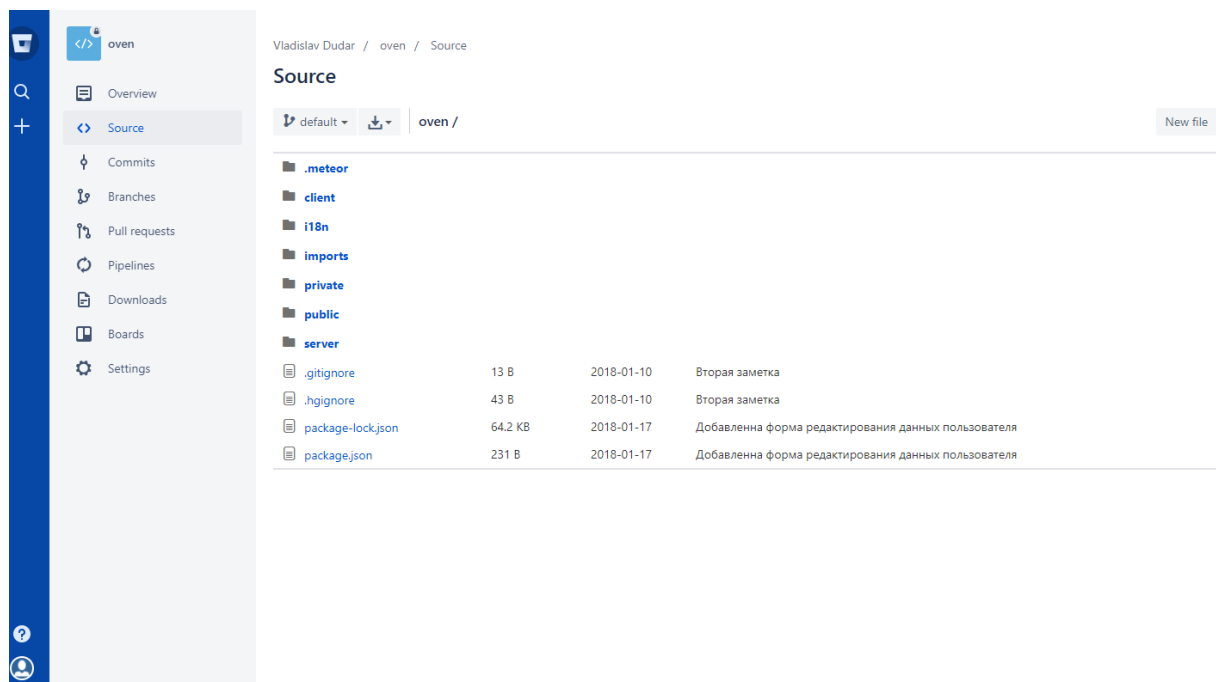 oven
Overview
Source
Commits
Branches
Pull requests
Pipelines
Downloads
Boards
Settings
Vladislav Dudar / oven / Source
Source
default oven / New file
.meteor
client
i18n
imports
private
public
server
.gitignore 13 B 2018-01-10 Вторая заметка
.hgignore 43 B 2018-01-10 Вторая заметка
package-lock.json 64.2 KB 2018-01-17 Добавленна форма редактирования данных пользователя
package.json 231 B 2018-01-17 Добавленна форма редактирования данных пользователя